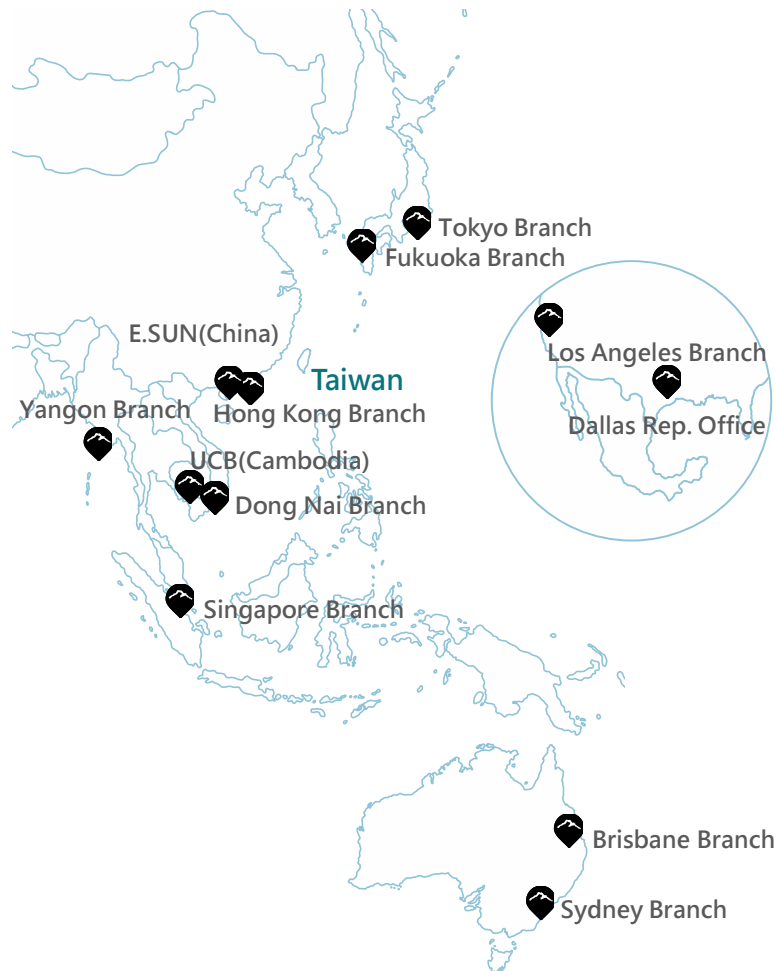 Tokyo Branch
Fukuoka Branch
E.SUN(China)
Los Angeles Branch
Taiwan
Yangon Branch
Hong Kong Branch
Dallas Rep. Office
UCB(Cambodia)
Dong Nai Branch
Singapore Branch
Brisbane Branch
Sydney Branch